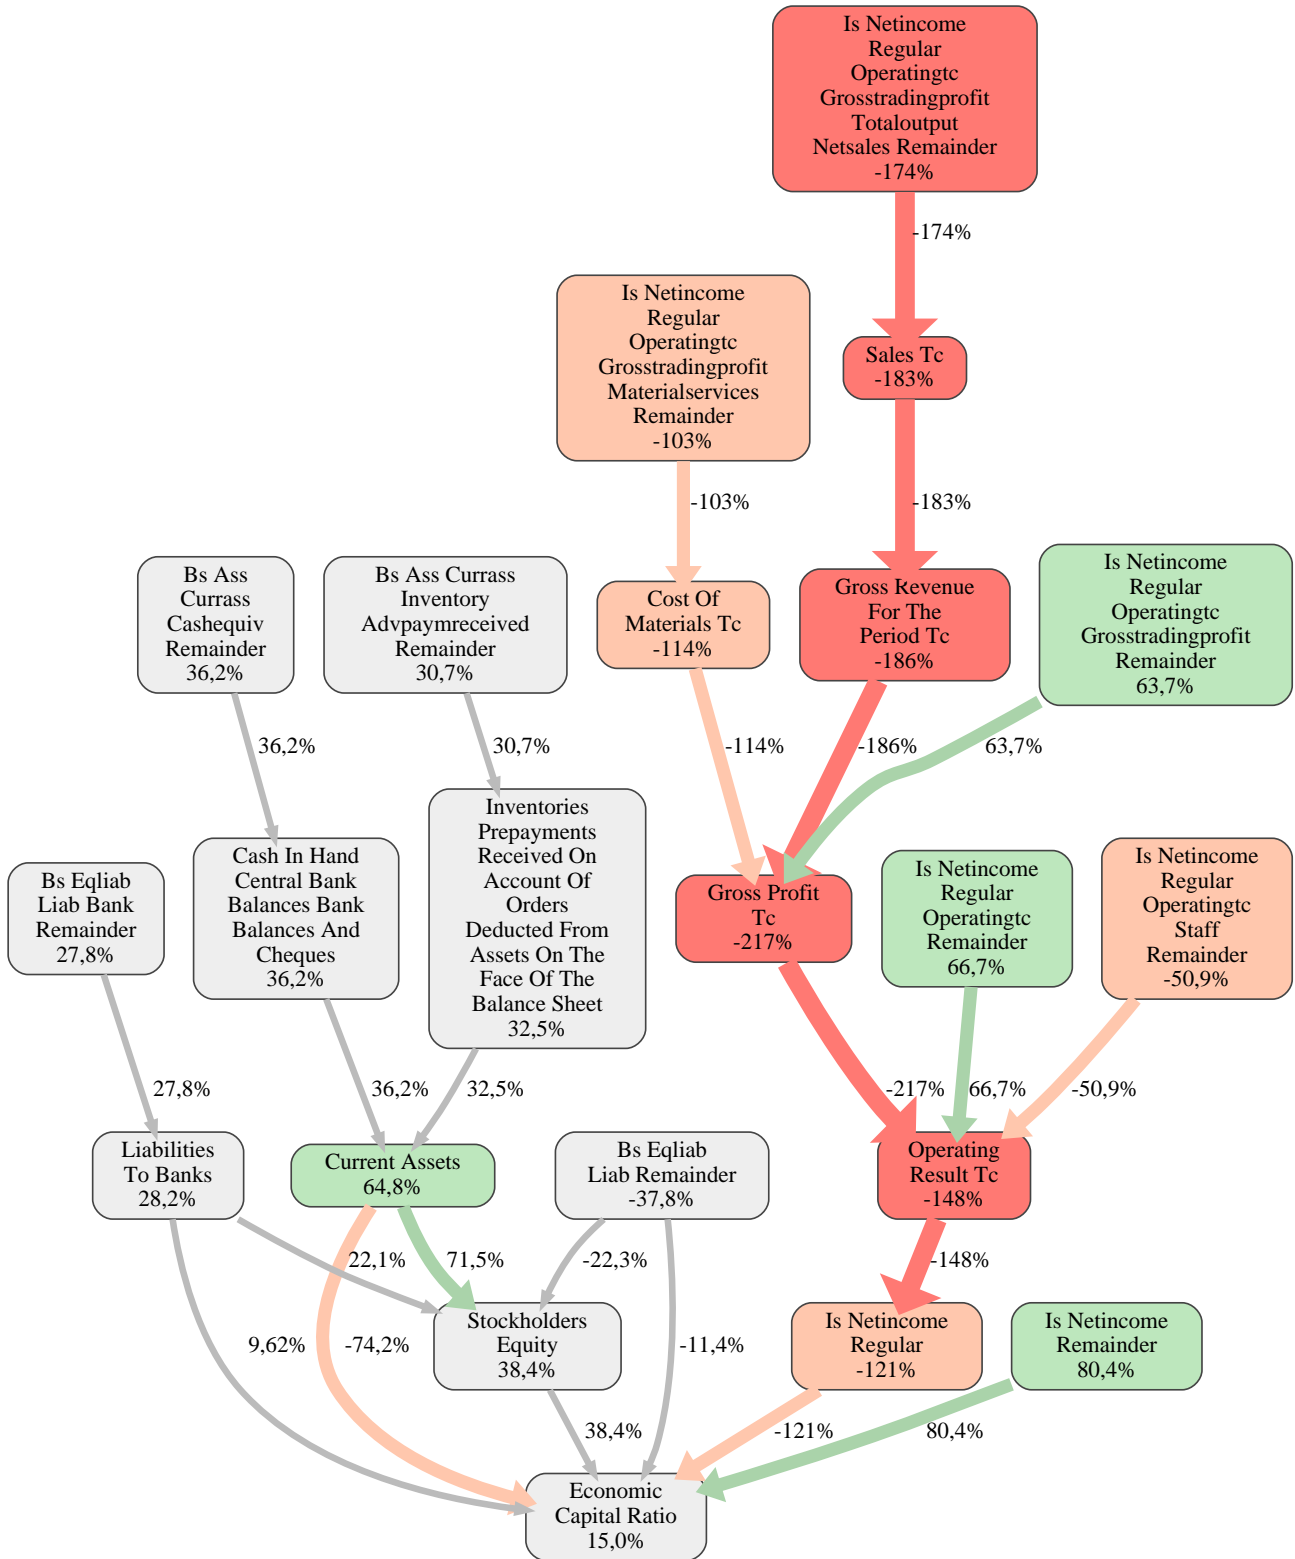 Is Netincome
Regular
Operatingtc
Grosstradingprofit
Totaloutput
Netsales Remainder
-174%
-174%
Is Netincome
Regular
Operatingtc
Grosstradingprofit
Materialservices
Remainder
-103%
Sales Tc
-183%
-103%
-183%
Bs Ass
Currass
Cashequiv
Remainder
36,2%
Bs Ass Currass
Inventory
Advpaymreceived
Remainder
30,7%
Cost Of
Materials Tc
-114%
Gross Revenue
For The
Period Tc
-186%
Is Netincome
Regular
Operatingtc
Grosstradingprofit
Remainder
63,7%
36,2%
30,7%
-114%
-186%
63,7%
Bs Eqliab
Liab Bank
Remainder
27,8%
Cash In Hand
Central Bank
Balances Bank
Balances And
Cheques
36,2%
Inventories
Prepayments
Received On
Account Of
Orders
Deducted From
Assets On The
Face Of The
Balance Sheet
32,5%
Gross Profit
Tc
-217%
Is Netincome
Regular
Operatingtc
Remainder
66,7%
Is Netincome
Regular
Operatingtc
Staff
Remainder
-50,9%
27,8%
36,2%
32,5%
-217%
66,7%
-50,9%
Liabilities
To Banks
28,2%
Current Assets
64,8%
Bs Eqliab
Liab Remainder
-37,8%
Operating
Result Tc
-148%
22,1%
71,5%
-22,3%
-148%
9,62%
-74,2%
Stockholders
Equity
38,4%
-11,4%
Is Netincome
Regular
-121%
Is Netincome
Remainder
80,4%
38,4%
-121%
80,4%
Economic
Capital Ratio
15,0%